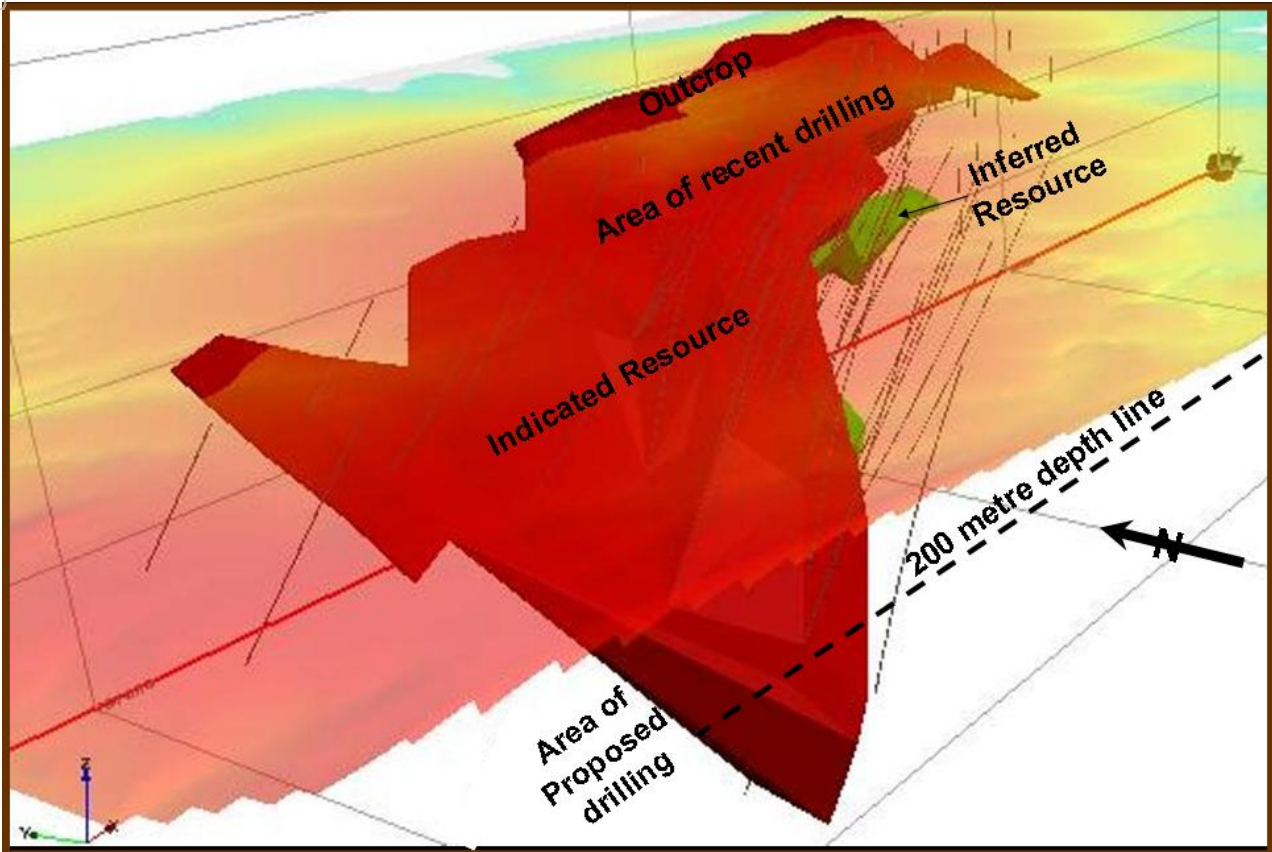 Outcrop
Area of recent drilling
Inferred
Resource
Indicated Resource
200 metre depth line
N
Area of
Proposed
drilling
Z
Y
X